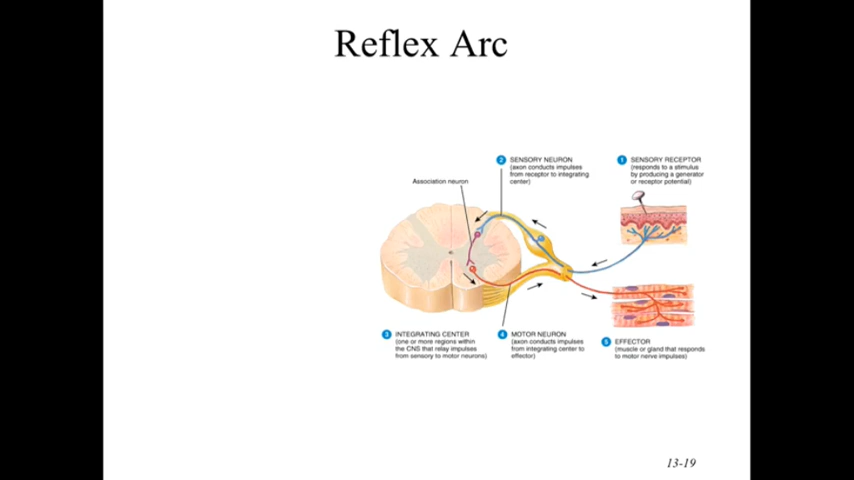 Reflex Arc
2 SENSORY NEURON
(axon conducts impulses
from receptor to integrating
center)
1 SENSORY RECEPTOR
(responds to a stimulus
by producing a generator
or receptor potential)
Association neuron
3 INTEGRATING CENTER
(one or more regions within
the CNS that relay impulses
from sensory to motor neurons)
4 MOTOR NEURON
(axon conducts impulses
from integrating center to
effector)
5 EFFECTOR
(muscle or gland that responds
to motor nerve impulses)
13-19